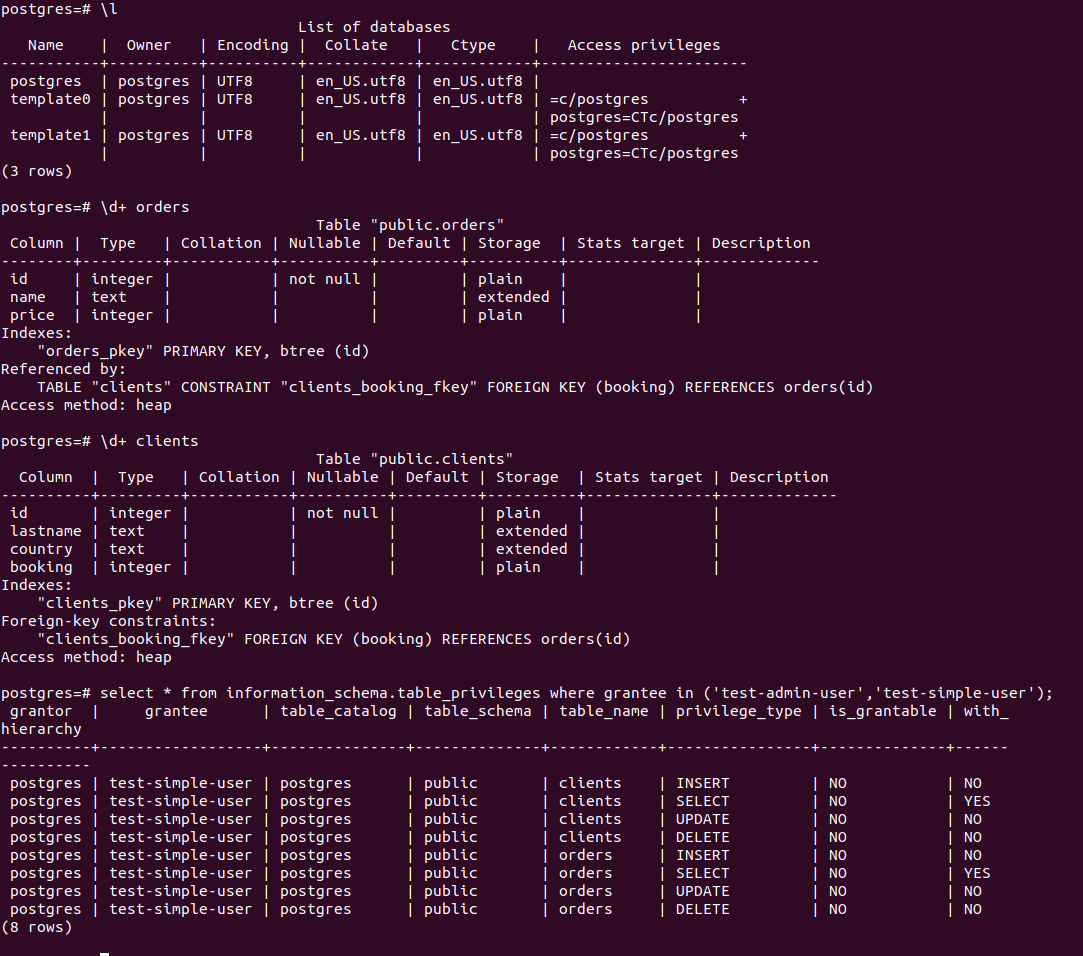 postgres=# \l
                                 List of databases
   Name    |  Owner   | Encoding |  Collate   |   Ctype    |   Access privileges
-----------+----------+----------+------------+------------+-----------------------
 postgres  | postgres | UTF8     | en_US.utf8 | en_US.utf8 |
 template0 | postgres | UTF8     | en_US.utf8 | en_US.utf8 | =c/postgres          +
           |          |          |            |            | postgres=CTc/postgres
 template1 | postgres | UTF8     | en_US.utf8 | en_US.utf8 | =c/postgres          +
           |          |          |            |            | postgres=CTc/postgres
(3 rows)

postgres=# \d+ orders
                                   Table "public.orders"
 Column |  Type   | Collation | Nullable | Default | Storage  | Stats target | Description
--------+---------+-----------+----------+---------+----------+--------------+-------------
 id     | integer |           | not null |         | plain    |              |
 name   | text    |           |          |         | extended |              |
 price  | integer |           |          |         | plain    |              |
Indexes:
    "orders_pkey" PRIMARY KEY, btree (id)
Referenced by:
    TABLE "clients" CONSTRAINT "clients_booking_fkey" FOREIGN KEY (booking) REFERENCES orders(id)
Access method: heap

postgres=# \d+ clients
                                   Table "public.clients"
  Column  |  Type   | Collation | Nullable | Default | Storage  | Stats target | Description
----------+---------+-----------+----------+---------+----------+--------------+-------------
 id       | integer |           | not null |         | plain    |              |
 lastname | text    |           |          |         | extended |              |
 country  | text    |           |          |         | extended |              |
 booking  | integer |           |          |         | plain    |              |
Indexes:
    "clients_pkey" PRIMARY KEY, btree (id)
Foreign-key constraints:
    "clients_booking_fkey" FOREIGN KEY (booking) REFERENCES orders(id)
Access method: heap

postgres=# select * from information_schema.table_privileges where grantee in ('test-admin-user','test-simple-user');
 grantor  |     grantee      | table_catalog | table_schema | table_name | privilege_type | is_grantable | with_
hierarchy
----------+------------------+---------------+--------------+------------+----------------+--------------+------
----------
 postgres | test-simple-user | postgres      | public       | clients    | INSERT         | NO           | NO
 postgres | test-simple-user | postgres      | public       | clients    | SELECT         | NO           | YES
 postgres | test-simple-user | postgres      | public       | clients    | UPDATE         | NO           | NO
 postgres | test-simple-user | postgres      | public       | clients    | DELETE         | NO           | NO
 postgres | test-simple-user | postgres      | public       | orders     | INSERT         | NO           | NO
 postgres | test-simple-user | postgres      | public       | orders     | SELECT         | NO           | YES
 postgres | test-simple-user | postgres      | public       | orders     | UPDATE         | NO           | NO
 postgres | test-simple-user | postgres      | public       | orders     | DELETE         | NO           | NO
(8 rows)